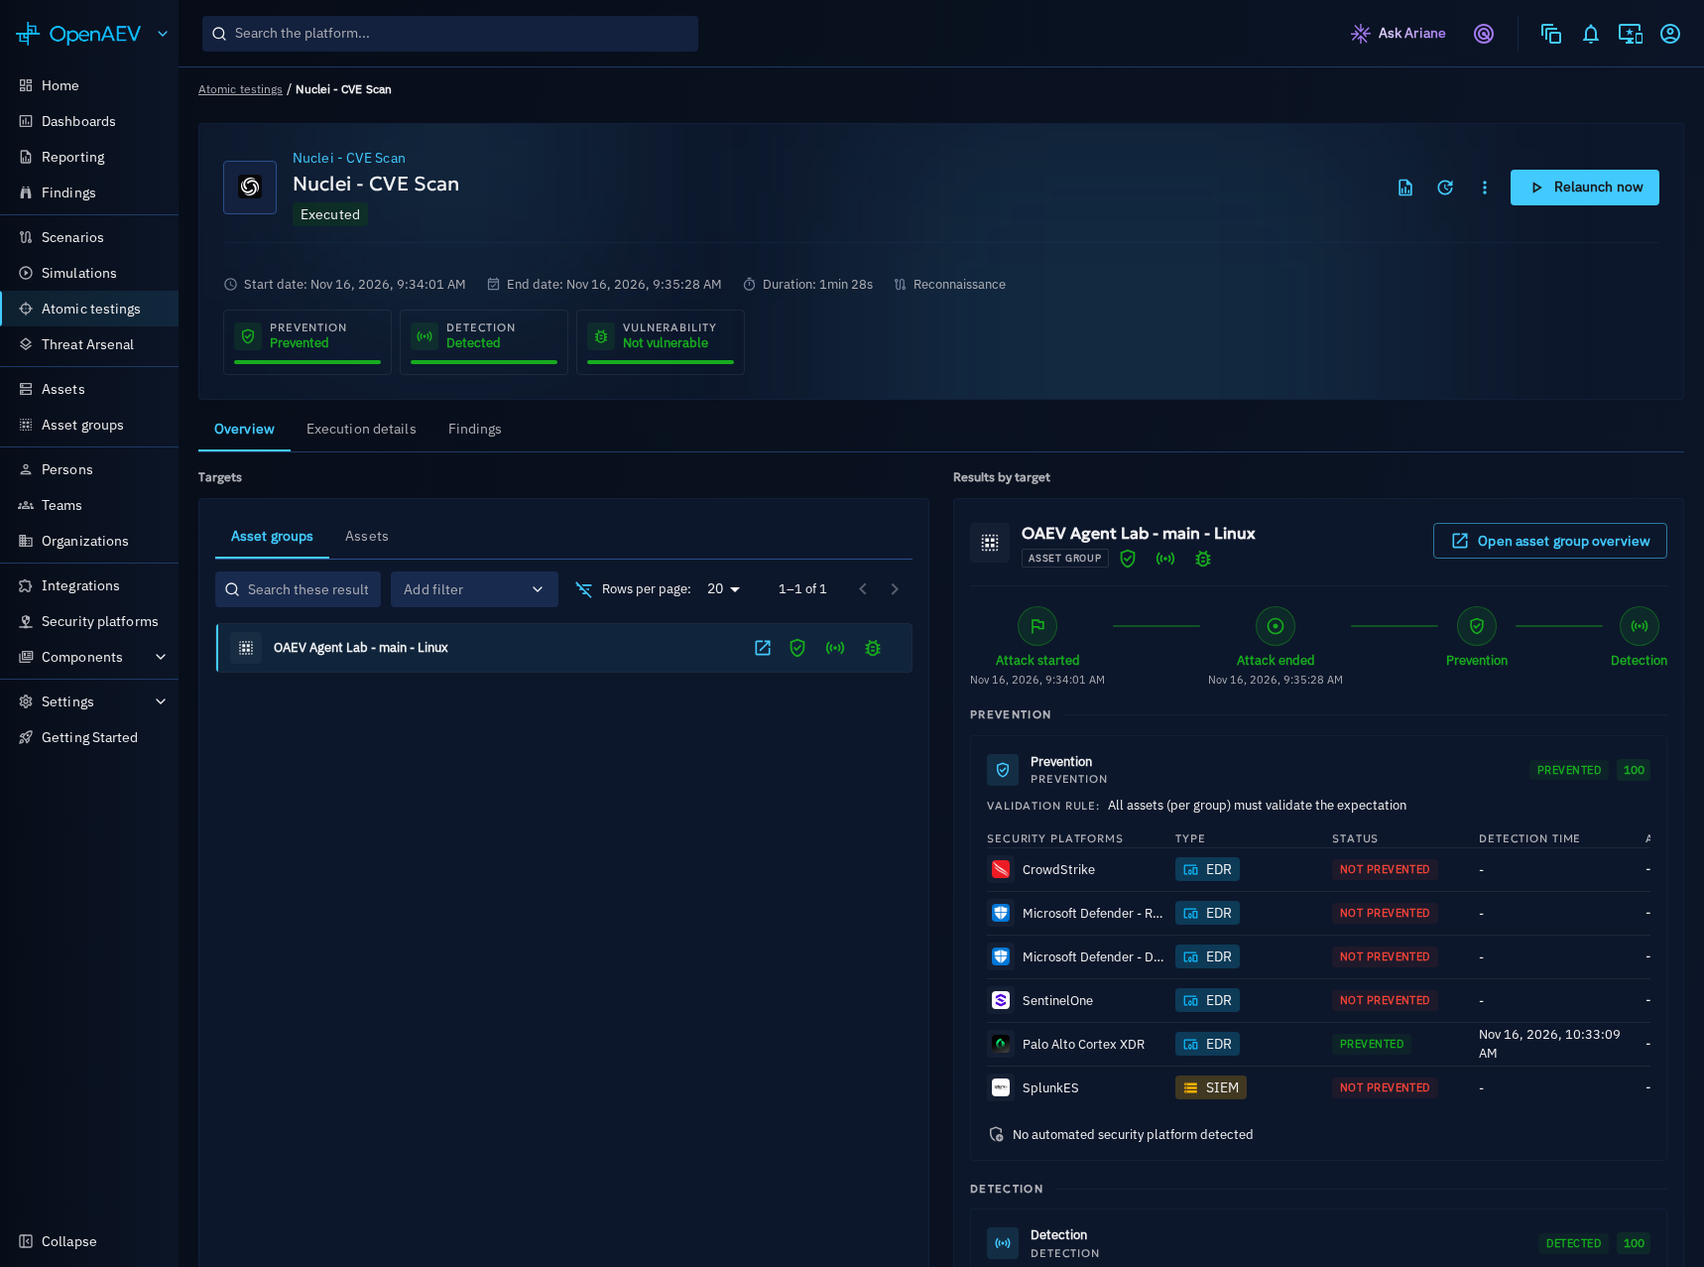 OpenAEV
Search the platform...
Ask Ariane
Home
Dashboards
Reporting
Findings
Scenarios
Simulations
Atomic testings
Threat Arsenal
Assets
Asset groups
Persons
Teams
Organizations
Integrations
Security platforms
Components
Settings
Getting Started
Collapse
Atomic testings / Nuclei - CVE Scan
Nuclei - CVE Scan
Nuclei - CVE Scan
Executed
Relaunch now
Start date: Nov 16, 2026, 9:34:01 AM
End date: Nov 16, 2026, 9:35:28 AM
Duration: 1min 28s
Reconnaissance
PREVENTION
Prevented
DETECTION
Detected
VULNERABILITY
Not vulnerable
Overview
Execution details
Findings
Targets
Asset groups
Assets
Search these result
Add filter
Rows per page:
20
1–1 of 1
OAEV Agent Lab - main - Linux
Results by target
OAEV Agent Lab - main - Linux
ASSET GROUP
Open asset group overview
Attack started
Nov 16, 2026, 9:34:01 AM
Attack ended
Nov 16, 2026, 9:35:28 AM
Prevention
Detection
PREVENTION
Prevention
PREVENTION
PREVENTED
100
VALIDATION RULE: All assets (per group) must validate the expectation
SECURITY PLATFORMS TYPE STATUS DETECTION TIME A
CrowdStrike EDR NOT PREVENTED - -
Microsoft Defender - R... EDR NOT PREVENTED - -
Microsoft Defender - D... EDR NOT PREVENTED - -
SentinelOne EDR NOT PREVENTED - -
Palo Alto Cortex XDR EDR PREVENTED Nov 16, 2026, 10:33:09 AM -
SplunkES SIEM NOT PREVENTED - -
No automated security platform detected
DETECTION
Detection
DETECTION
DETECTED
100